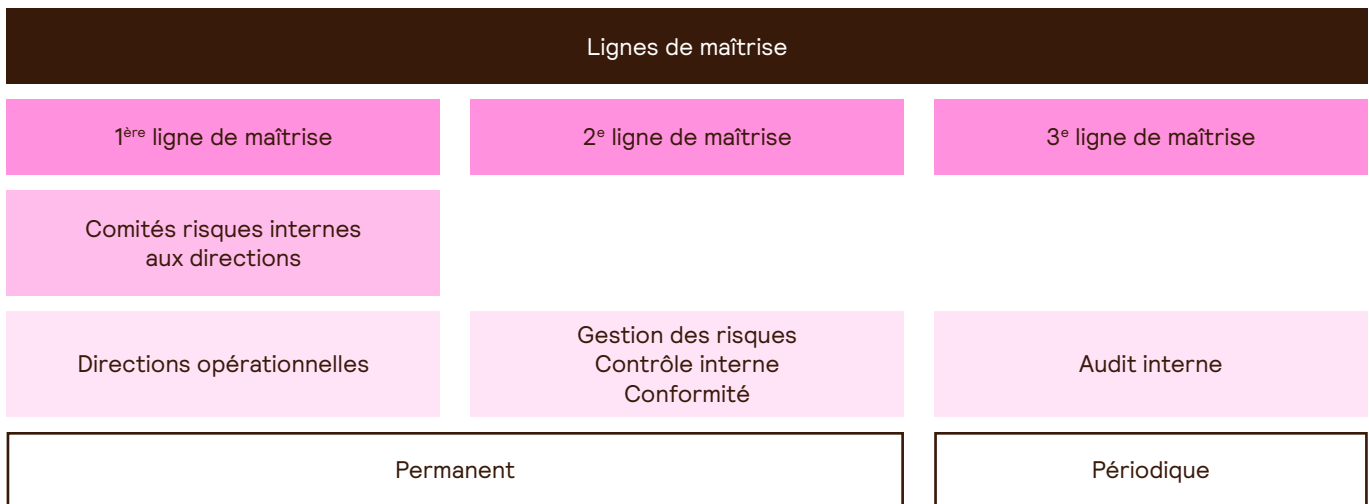 Lignes de maîtrise
1ère ligne de maîtrise
2e ligne de maîtrise
3e ligne de maîtrise
Comités risques internes
aux directions
Directions opérationnelles
Gestion des risques
Contrôle interne
Conformité
Audit interne
Permanent
Périodique